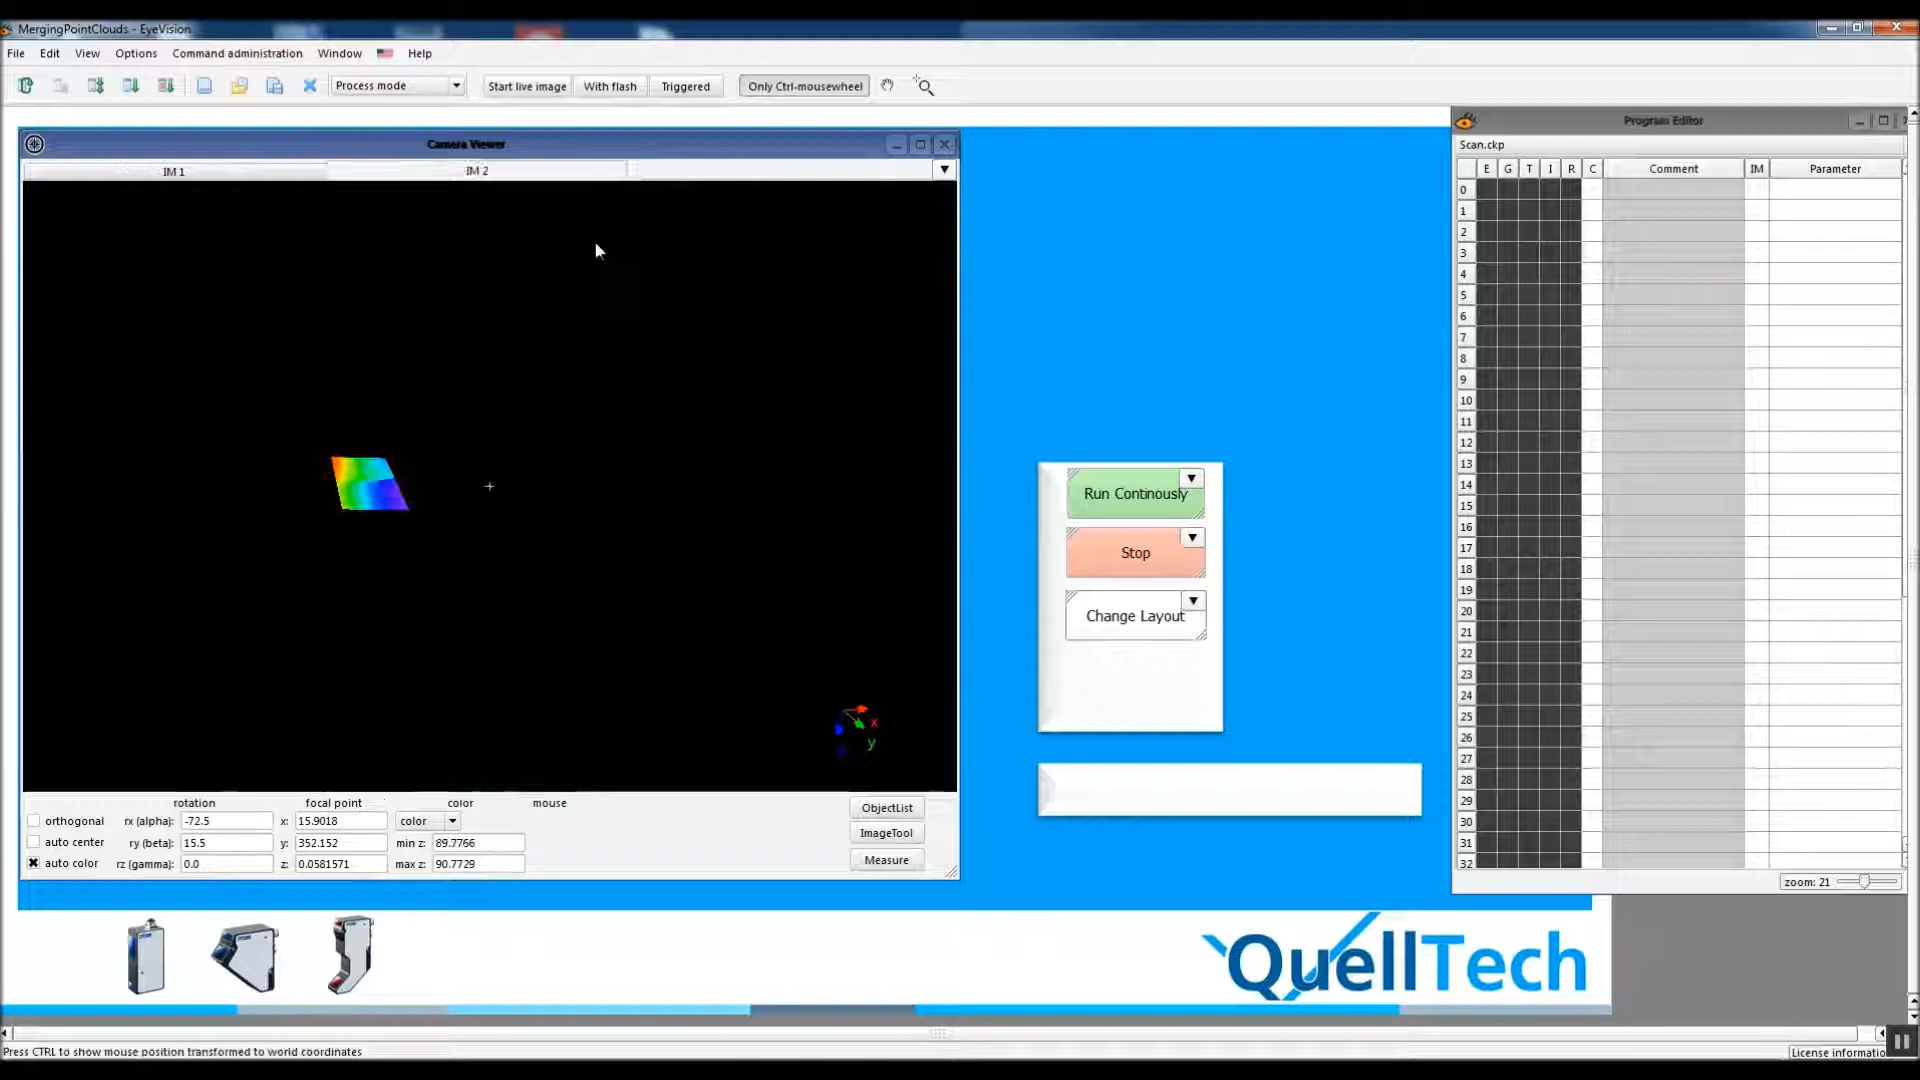 MergingPointClouds - EyeVision
File Edit View Options Command administration Window Help
Process mode Start live image With flash Triggered Only Ctrl-mousewheel
Camera Viewer
IM 1 IM 2
x
y
rotation focal point color mouse
orthogonal rx (alpha): -72.5 x: 15.9018 color ObjectList
auto center ry (beta): 15.5 y: 352.152 min z: 89.7766 ImageTool
auto color rz (gamma): 0.0 z: 0.0581571 max z: 90.7729 Measure
Run Continously
Stop
Change Layout
Program Editor
Scan.ckp
E G T I R C Comment IM Parameter
0
1
2
3
4
5
6
7
8
9
10
11
12
13
14
15
16
17
18
19
20
21
22
23
24
25
26
27
28
29
30
31
32
zoom: 21
QuellTech
Press CTRL to show mouse position transformed to world coordinates
License informatio